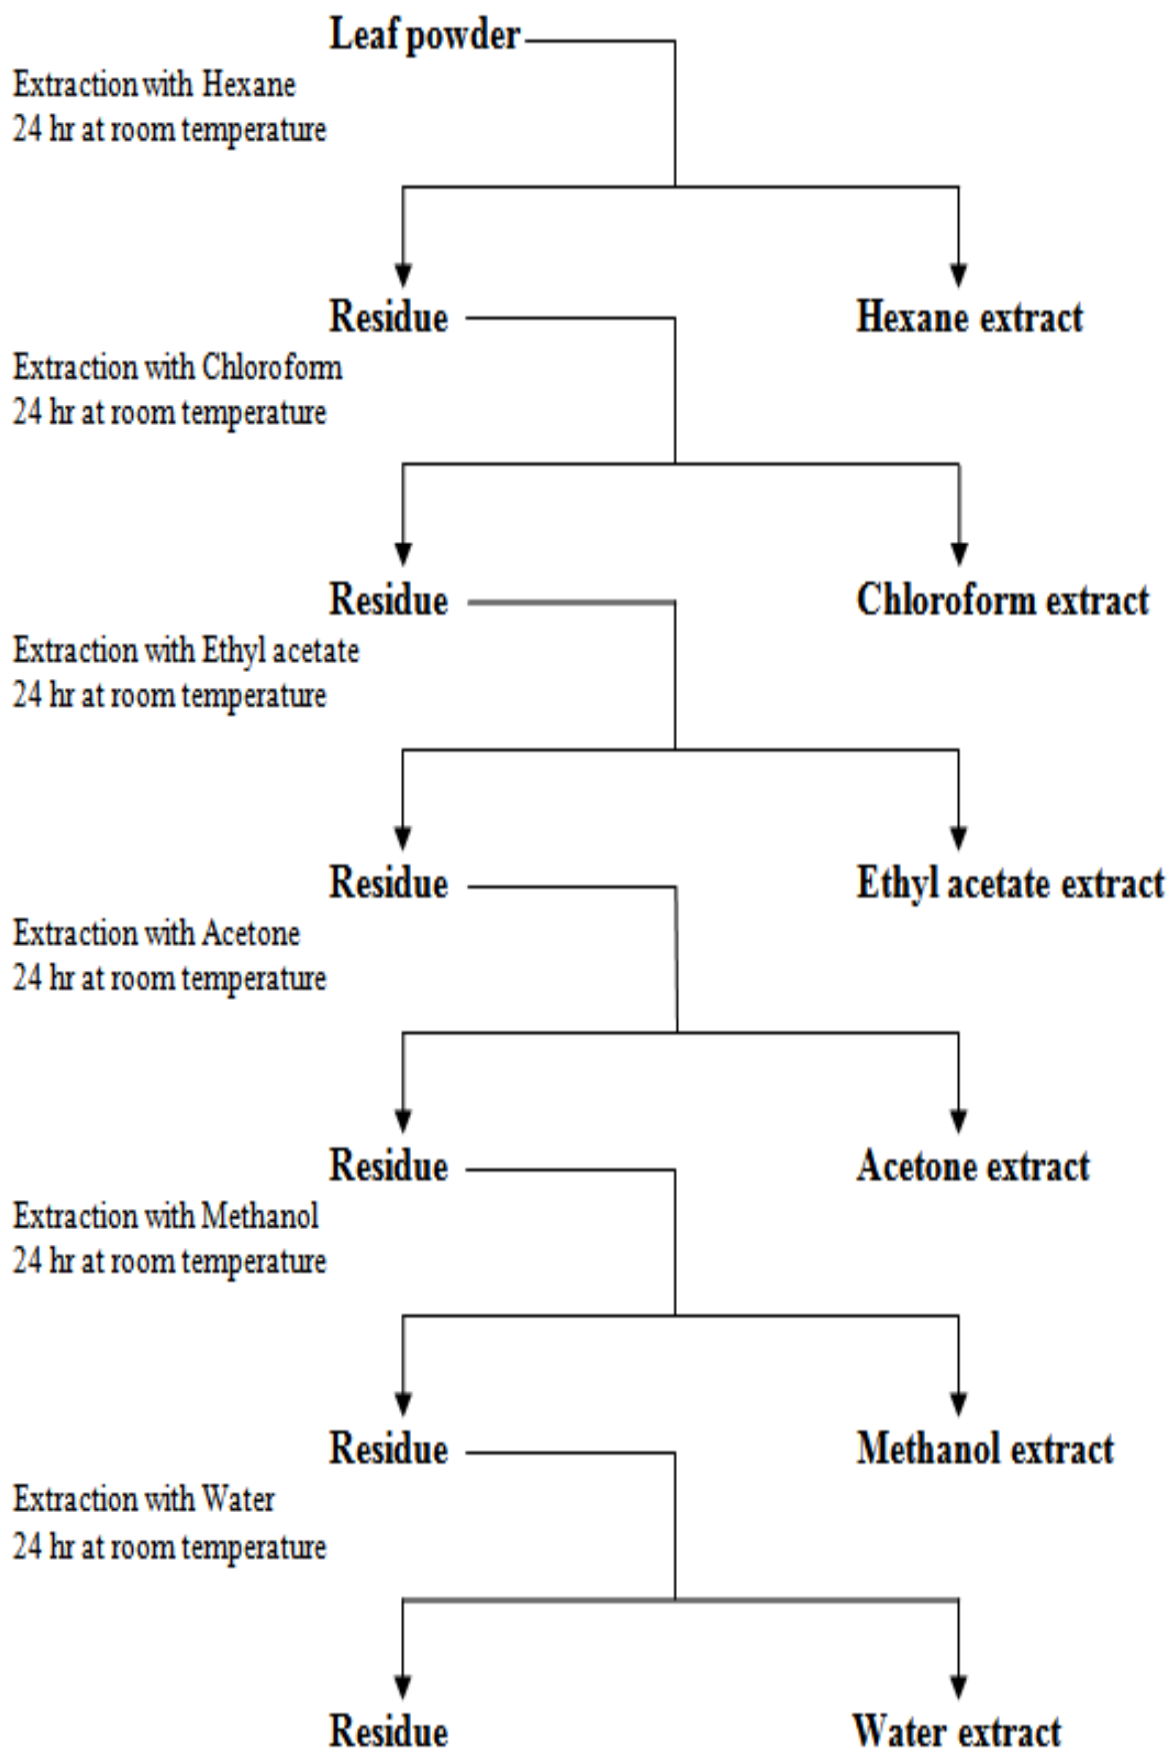 Leaf powder
Extraction with Hexane
24 hr at room temperature
Residue
Hexane extract
Extraction with Chloroform
24 hr at room temperature
Residue
Chloroform extract
Extraction with Ethyl acetate
24 hr at room temperature
Residue
Ethyl acetate extract
Extraction with Acetone
24 hr at room temperature
Residue
Acetone extract
Extraction with Methanol
24 hr at room temperature
Residue
Methanol extract
Extraction with Water
24 hr at room temperature
Residue
Water extract